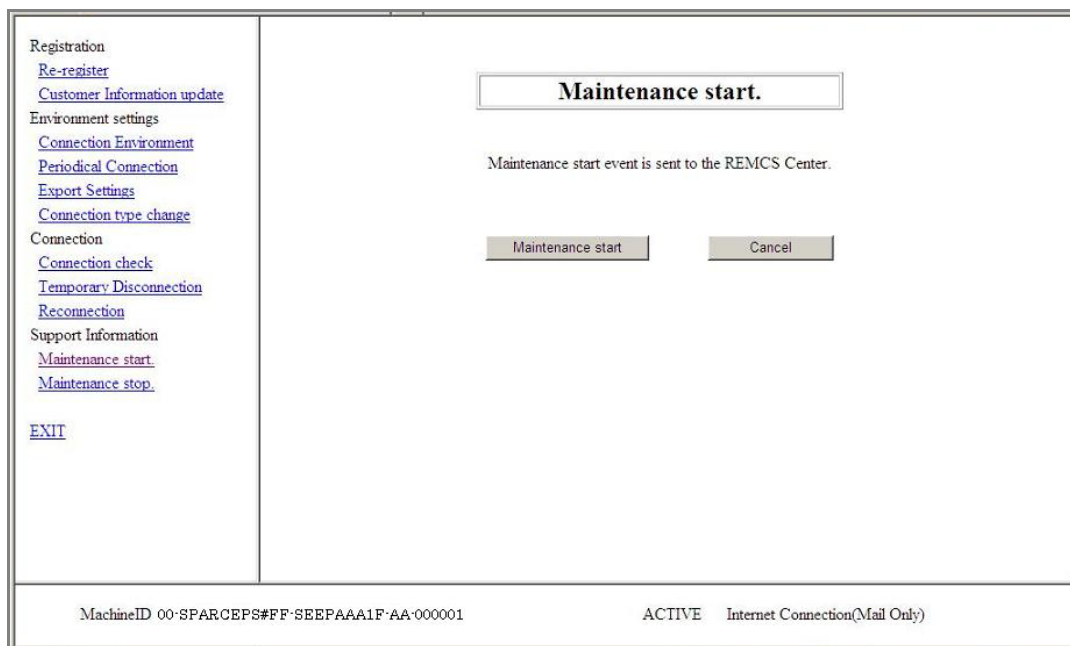 Registration
Re-register
Customer Information update
Environment settings
Connection Environment
Periodical Connection
Export Settings
Connection type change
Connection
Connection check
Temporary Disconnection
Reconnection
Support Information
Maintenance start.
Maintenance stop.
EXIT
Maintenance start.
Maintenance start event is sent to the REMCS Center.
Maintenance start Cancel
MachineID 00-SPARCEPS#FF-SEEPAAA1F-AA-000001 ACTIVE Internet Connection(Mail Only)